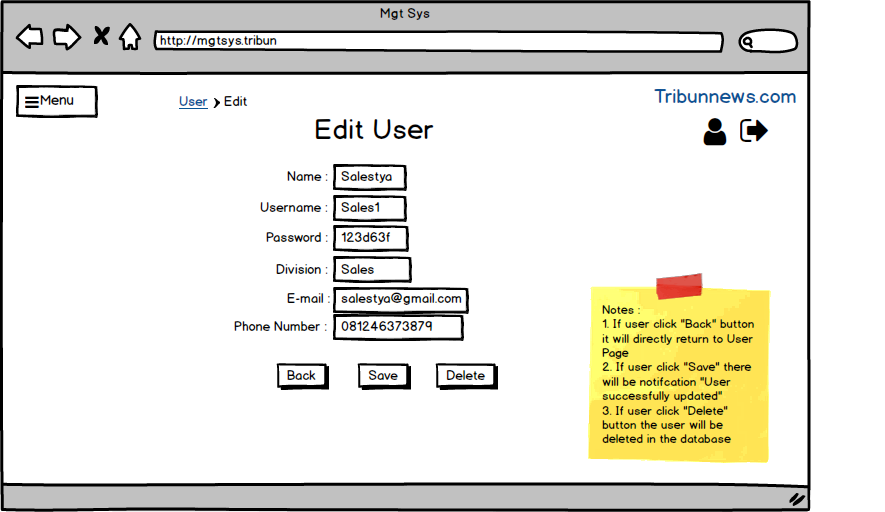 Mgt Sys
http://mgtsys.tribun
Menu
User > Edit
Tribunnews.com
Edit User
Name : Salestya
Username : Sales1
Password : 123d63f
Division : Sales
E-mail : salestya@gmail.com
Phone Number : 081246373879
Back Save Delete
Notes :
1. If user click "Back" button
it will directly return to User
Page
2. If user click "Save" there
will be notifcation "User
successfully updated"
3. If user click "Delete"
button the user will be
deleted in the database